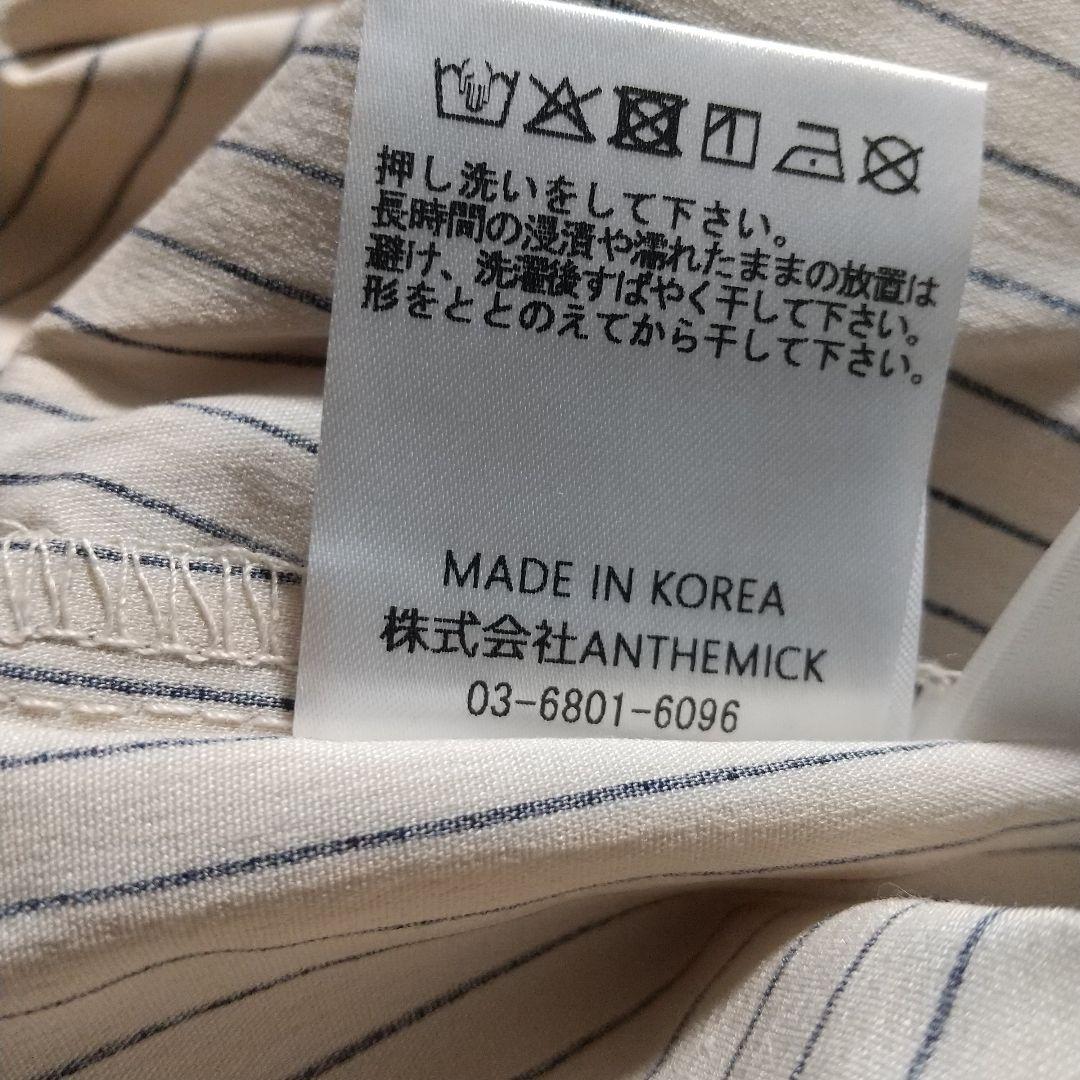 押し洗いをして下さい。
長時間の浸漬や濡れたままの放置は
避け、洗濯後すばやく干して下さい。
形をととのえてから干して下さい。
MADE IN KOREA
株式会社ANTHEMICK
03-6801-6096